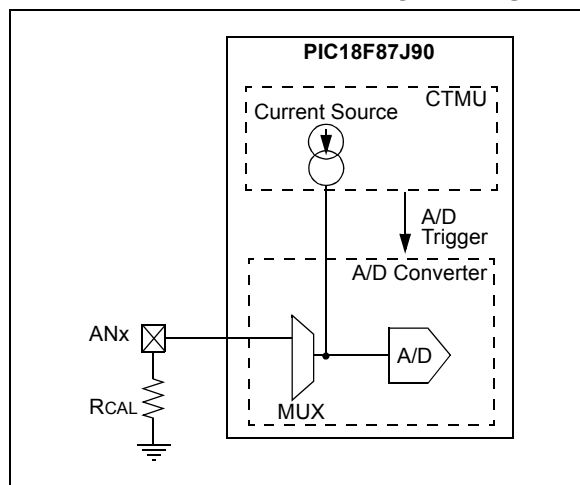 PIC18F87J90
CTMU
Current Source
A/D
Trigger
A/D Converter
ANx
A/D
RCAL
MUX